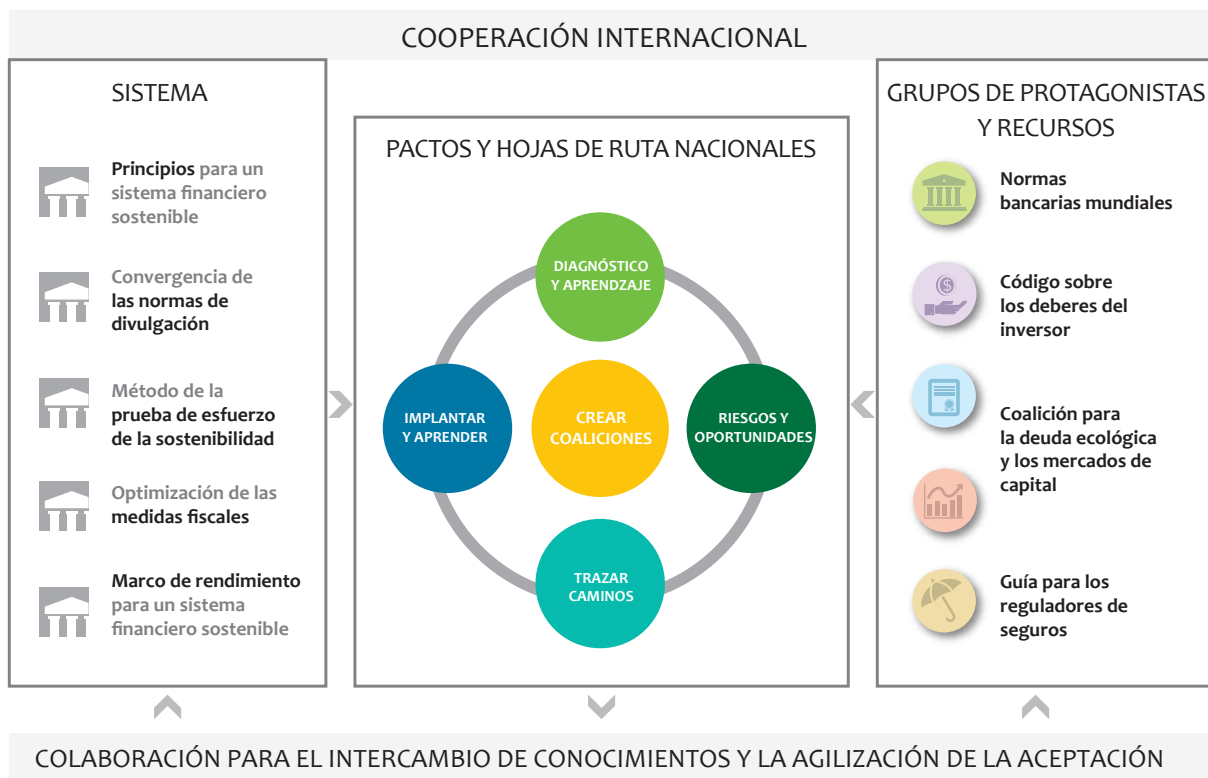 COOPERACIÓN INTERNACIONAL
SISTEMA
Principios para un
sistema financiero
sostenible
Convergencia de
las normas de
divulgación
Método de la
prueba de esfuerzo
de la sostenibilidad
Optimización de las
medidas fiscales
Marco de rendimiento
para un sistema
financiero sostenible
PACTOS Y HOJAS DE RUTA NACIONALES
DIAGNÓSTICO
Y APRENDZAJE
IMPLANTAR
Y APRENDER
CREAR
COALICIONES
RIESGOS Y
OPORTUNIDADES
TRAZAR
CAMINOS
GRUPOS DE PROTAGONISTAS
Y RECURSOS
Normas
bancarias mundiales
$
Código sobre
los deberes del
inversor
Coalición para
la deuda ecológica
y los mercados de
capital
Guía para los
reguladores de
seguros
COLABORACIÓN PARA EL INTERCAMBIO DE CONOCIMIENTOS Y LA AGILIZACIÓN DE LA ACEPTACIÓN